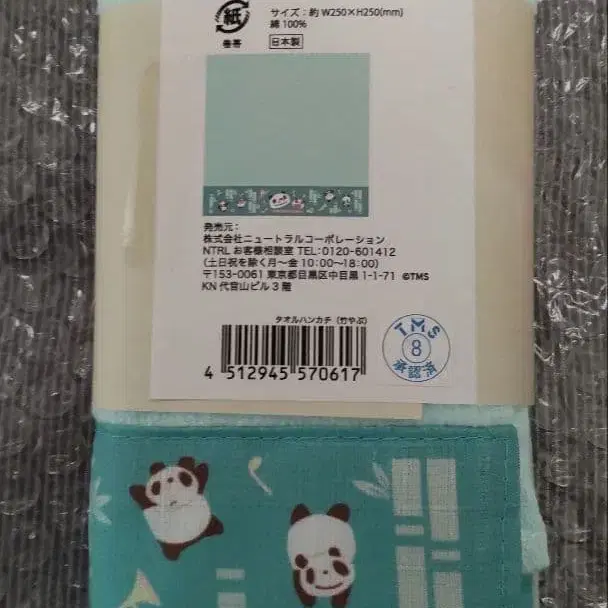 紙
サイズ：約 W250×H250(mm)
綿 100%
台帯
日本製
発売元：
株式会社ニュートラルコーポレーション
NTRL お客様相談室 TEL：0120-601412
(土日祝を除く月～金 10:00～18:00)
〒153-0061 東京都目黒区中目黒 1-1-71 ©TMS
KN 代官山ビル 3 階
タオルハンカチ（竹やぶ）
4 512945 570617
TMS
8
承認済